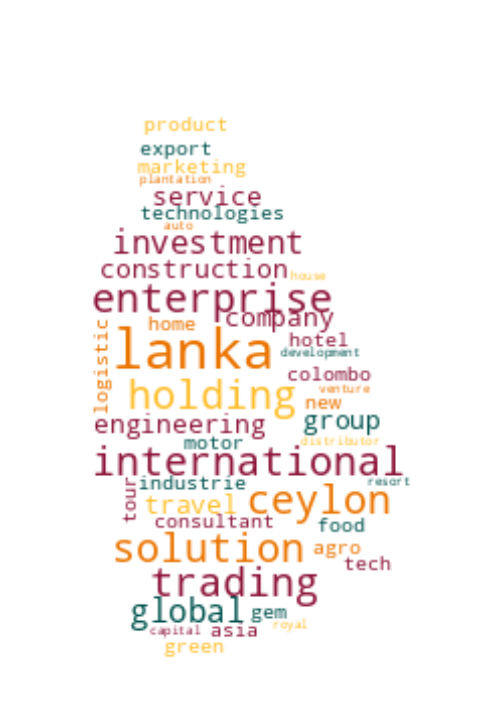 product
export
marketing
plantation
service
technologies
auto
investment
construction
house
enterprise
company
home
lanka
hotel
development
logistic
colombo
holding
venture
new
engineering
group
motor
distributor
international
industrie
resort
tour
travel
ceylon
consultant
food
solution
agro
tech
trading
global
gem
capital
asia
royal
green